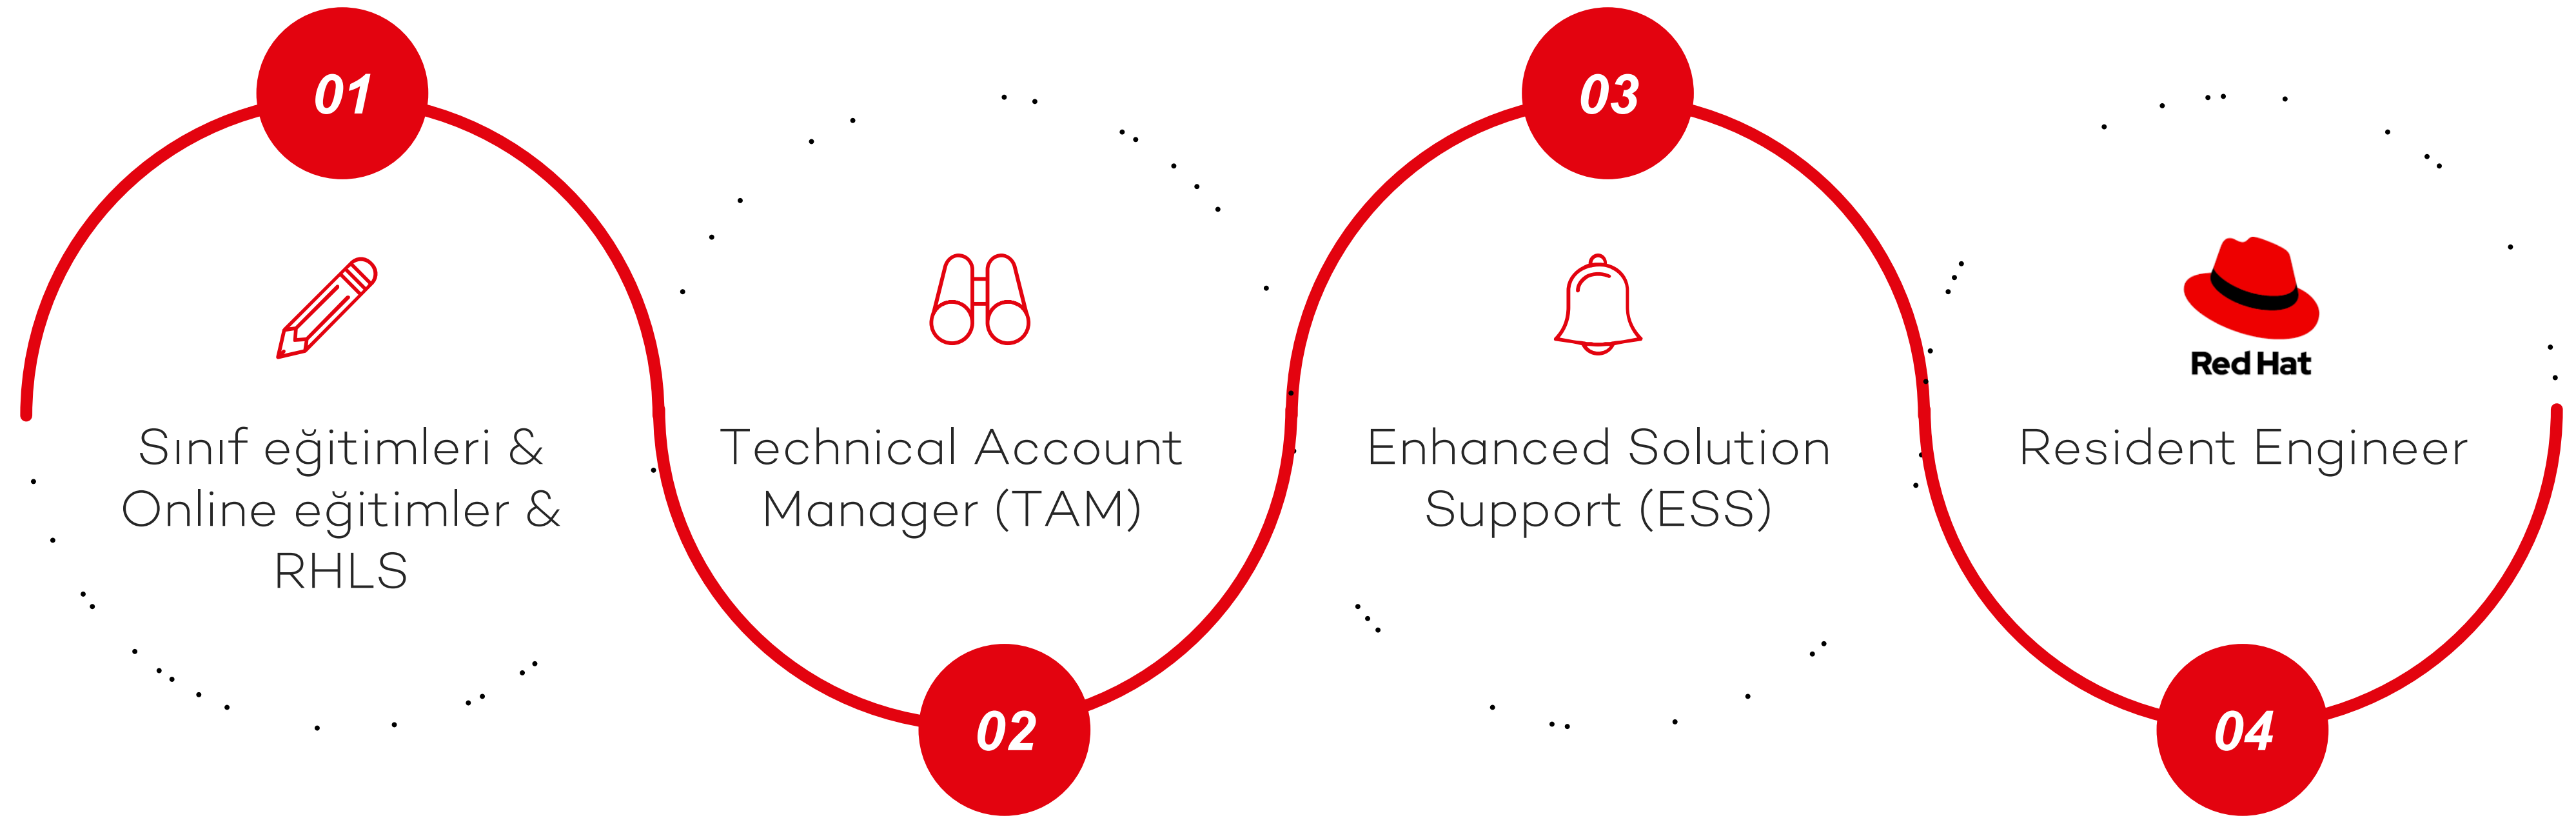 01
Sınıf eğitimleri &
Online eğitimler &
RHLS
02
Technical Account
Manager (TAM)
03
Enhanced Solution
Support (ESS)
04
Red Hat
Resident Engineer